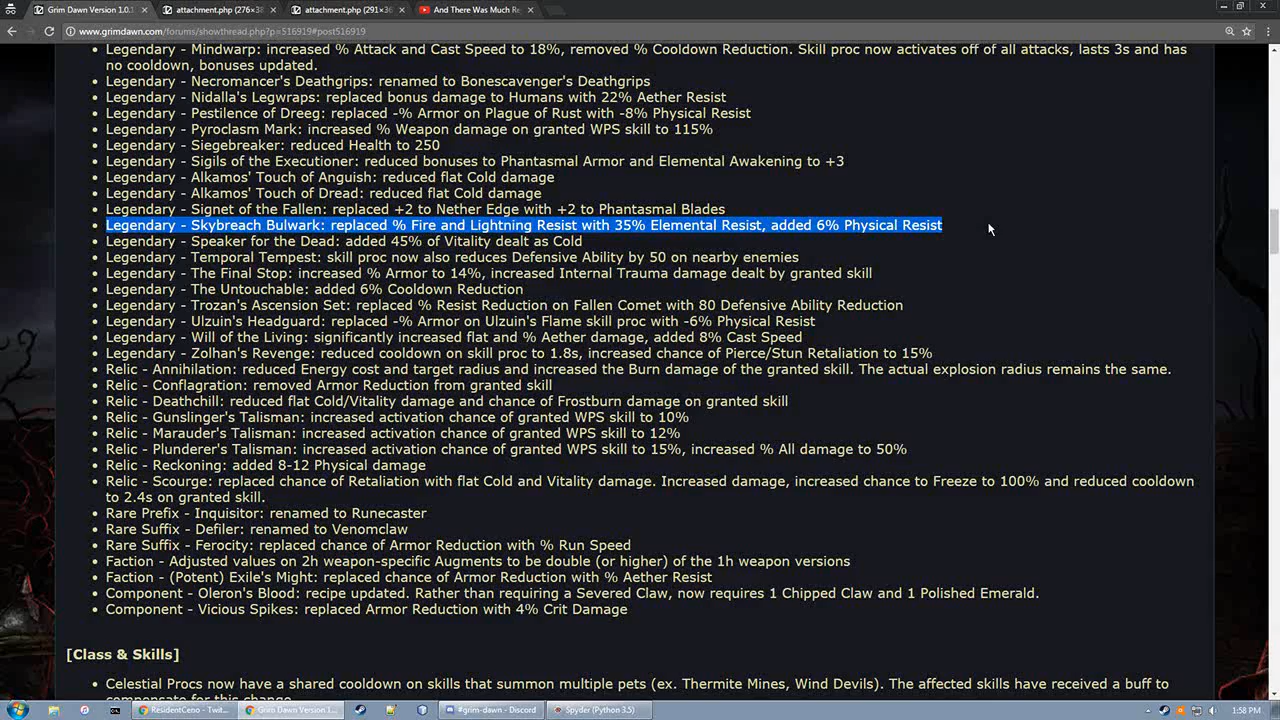 Grim Dawn Version 1.0.1
attachment.php (276×38
attachment.php (291×36
And There Was Much Re
www.grimdawn.com/forums/showthread.php?p=516919#post516919
Legendary - Mindwarp: increased % Attack and Cast Speed to 18%, removed % Cooldown Reduction. Skill proc now activates off of all attacks, lasts 3s and has
no cooldown, bonuses updated.
Legendary - Necromancer's Deathgrips: renamed to Bonescavenger's Deathgrips
Legendary - Nidalla's Legwraps: replaced bonus damage to Humans with 22% Aether Resist
Legendary - Pestilence of Dreeg: replaced -% Armor on Plague of Rust with -8% Physical Resist
Legendary - Pyroclasm Mark: increased % Weapon damage on granted WPS skill to 115%
Legendary - Siegebreaker: reduced Health to 250
Legendary - Sigils of the Executioner: reduced bonuses to Phantasmal Armor and Elemental Awakening to +3
Legendary - Alkamos' Touch of Anguish: reduced flat Cold damage
Legendary - Alkamos' Touch of Dread: reduced flat Cold damage
Legendary - Signet of the Fallen: replaced +2 to Nether Edge with +2 to Phantasmal Blades
Legendary - Skybreach Bulwark: replaced % Fire and Lightning Resist with 35% Elemental Resist, added 6% Physical Resist
Legendary - Speaker for the Dead: added 45% of Vitality dealt as Cold
Legendary - Temporal Tempest: skill proc now also reduces Defensive Ability by 50 on nearby enemies
Legendary - The Final Stop: increased % Armor to 14%, increased Internal Trauma damage dealt by granted skill
Legendary - The Untouchable: added 6% Cooldown Reduction
Legendary - Trozan's Ascension Set: replaced % Resist Reduction on Fallen Comet with 80 Defensive Ability Reduction
Legendary - Ulzuin's Headguard: replaced -% Armor on Ulzuin's Flame skill proc with -6% Physical Resist
Legendary - Will of the Living: significantly increased flat and % Aether damage, added 8% Cast Speed
Legendary - Zolhan's Revenge: reduced cooldown on skill proc to 1.8s, increased chance of Pierce/Stun Retaliation to 15%
Relic - Annihilation: reduced Energy cost and target radius and increased the Burn damage of the granted skill. The actual explosion radius remains the same.
Relic - Conflagration: removed Armor Reduction from granted skill
Relic - Deathchill: reduced flat Cold/Vitality damage and chance of Frostburn damage on granted skill
Relic - Gunslinger's Talisman: increased activation chance of granted WPS skill to 10%
Relic - Marauder's Talisman: increased activation chance of granted WPS skill to 12%
Relic - Plunderer's Talisman: increased activation chance of granted WPS skill to 15%, increased % All damage to 50%
Relic - Reckoning: added 8-12 Physical damage
Relic - Scourge: replaced chance of Retaliation with flat Cold and Vitality damage. Increased damage, increased chance to Freeze to 100% and reduced cooldown
to 2.4s on granted skill.
Rare Prefix - Inquisitor: renamed to Runecaster
Rare Suffix - Defiler: renamed to Venomclaw
Rare Suffix - Ferocity: replaced chance of Armor Reduction with % Run Speed
Faction - Adjusted values on 2h weapon-specific Augments to be double (or higher) of the 1h weapon versions
Faction - (Potent) Exile's Might: replaced chance of Armor Reduction with % Aether Resist
Component - Oleron's Blood: recipe updated. Rather than requiring a Severed Claw, now requires 1 Chipped Claw and 1 Polished Emerald.
Component - Vicious Spikes: replaced Armor Reduction with 4% Crit Damage
[Class & Skills]
Celestial Procs now have a shared cooldown on skills that summon multiple pets (ex. Thermite Mines, Wind Devils). The affected skills have received a buff to
compensate for this change.
ResidentCeno - Twit...
Grim Dawn Version 1...
#grim-dawn - Discord
Spyder (Python 3.5)
1:58 PM